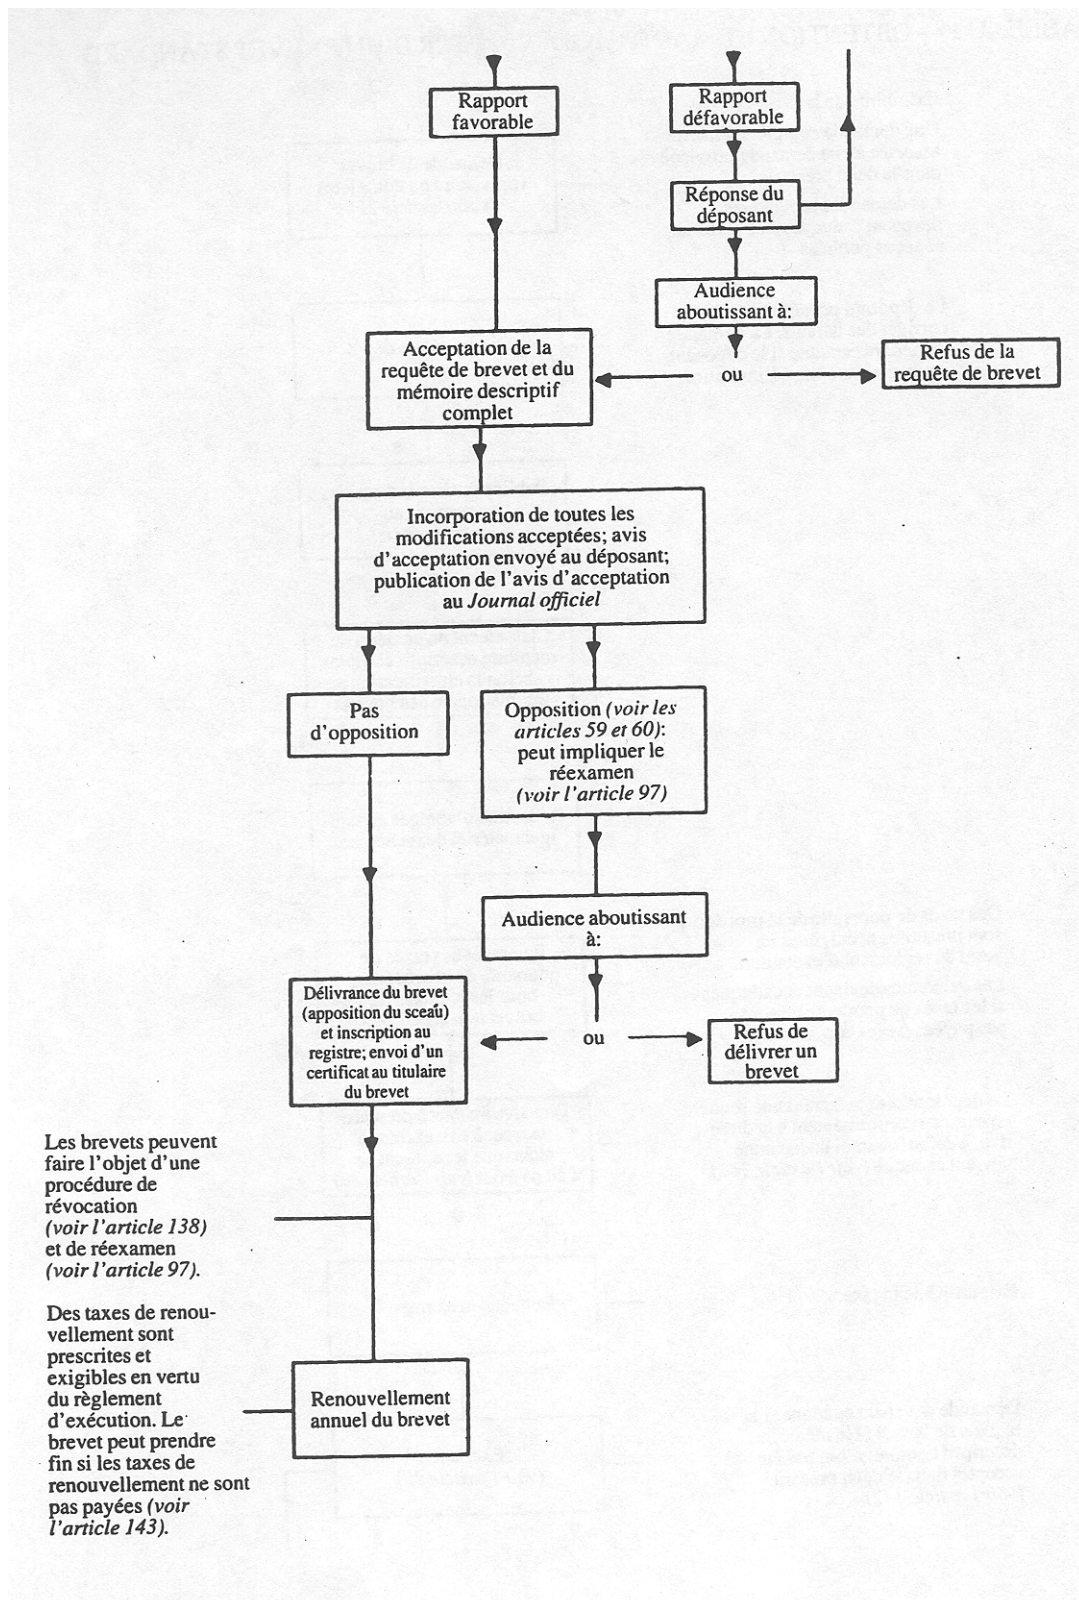 Rapport
favorable
Rapport
défavorable
Réponse du
déposant
Audience
aboutissant à:
Acceptation de la
requête de brevet et du
mémoire descriptif
complet
ou
Refus de la
requête de brevet
Incorporation de toutes les
modifications acceptées; avis
d'acceptation envoyé au déposant;
publication de l'avis d'acceptation
au Journal officiel
Pas
d'opposition
Opposition (voir les
articles 59 et 60):
peut impliquer le
réexamen
(voir l'article 97)
Audience aboutissant
à:
Délivrance du brevet
(apposition du sceau)
et inscription au
registre; envoi d'un
certificat au titulaire
du brevet
ou
Refus de
délivrer un
brevet
Les brevets peuvent
faire l'objet d'une
procédure de
révocation
(voir l'article 138)
et de réexamen
(voir l'article 97).
Des taxes de renou-
vellement sont
prescrites et
exigibles en vertu
du règlement
d'exécution. Le
brevet peut prendre
fin si les taxes de
renouvellement ne sont
pas payées (voir
l'article 143).
Renouvellement
annuel du brevet